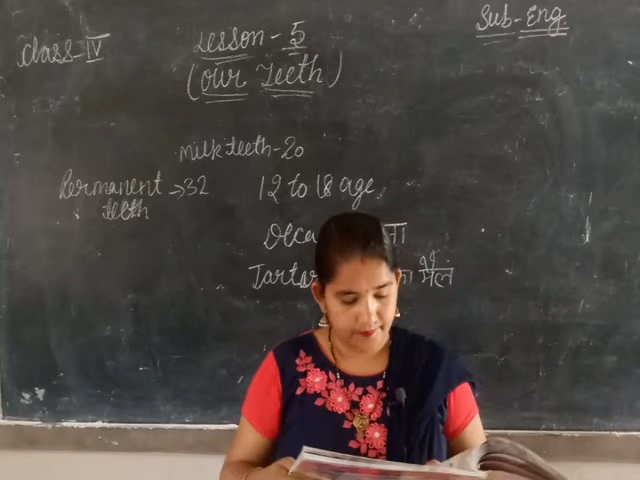 Class-IV
Lesson-5
Sub-Eng
(Our Teeth)
Milk teeth-20
Permanent →32
teeth
12 to 18 age
Tartar
मैल